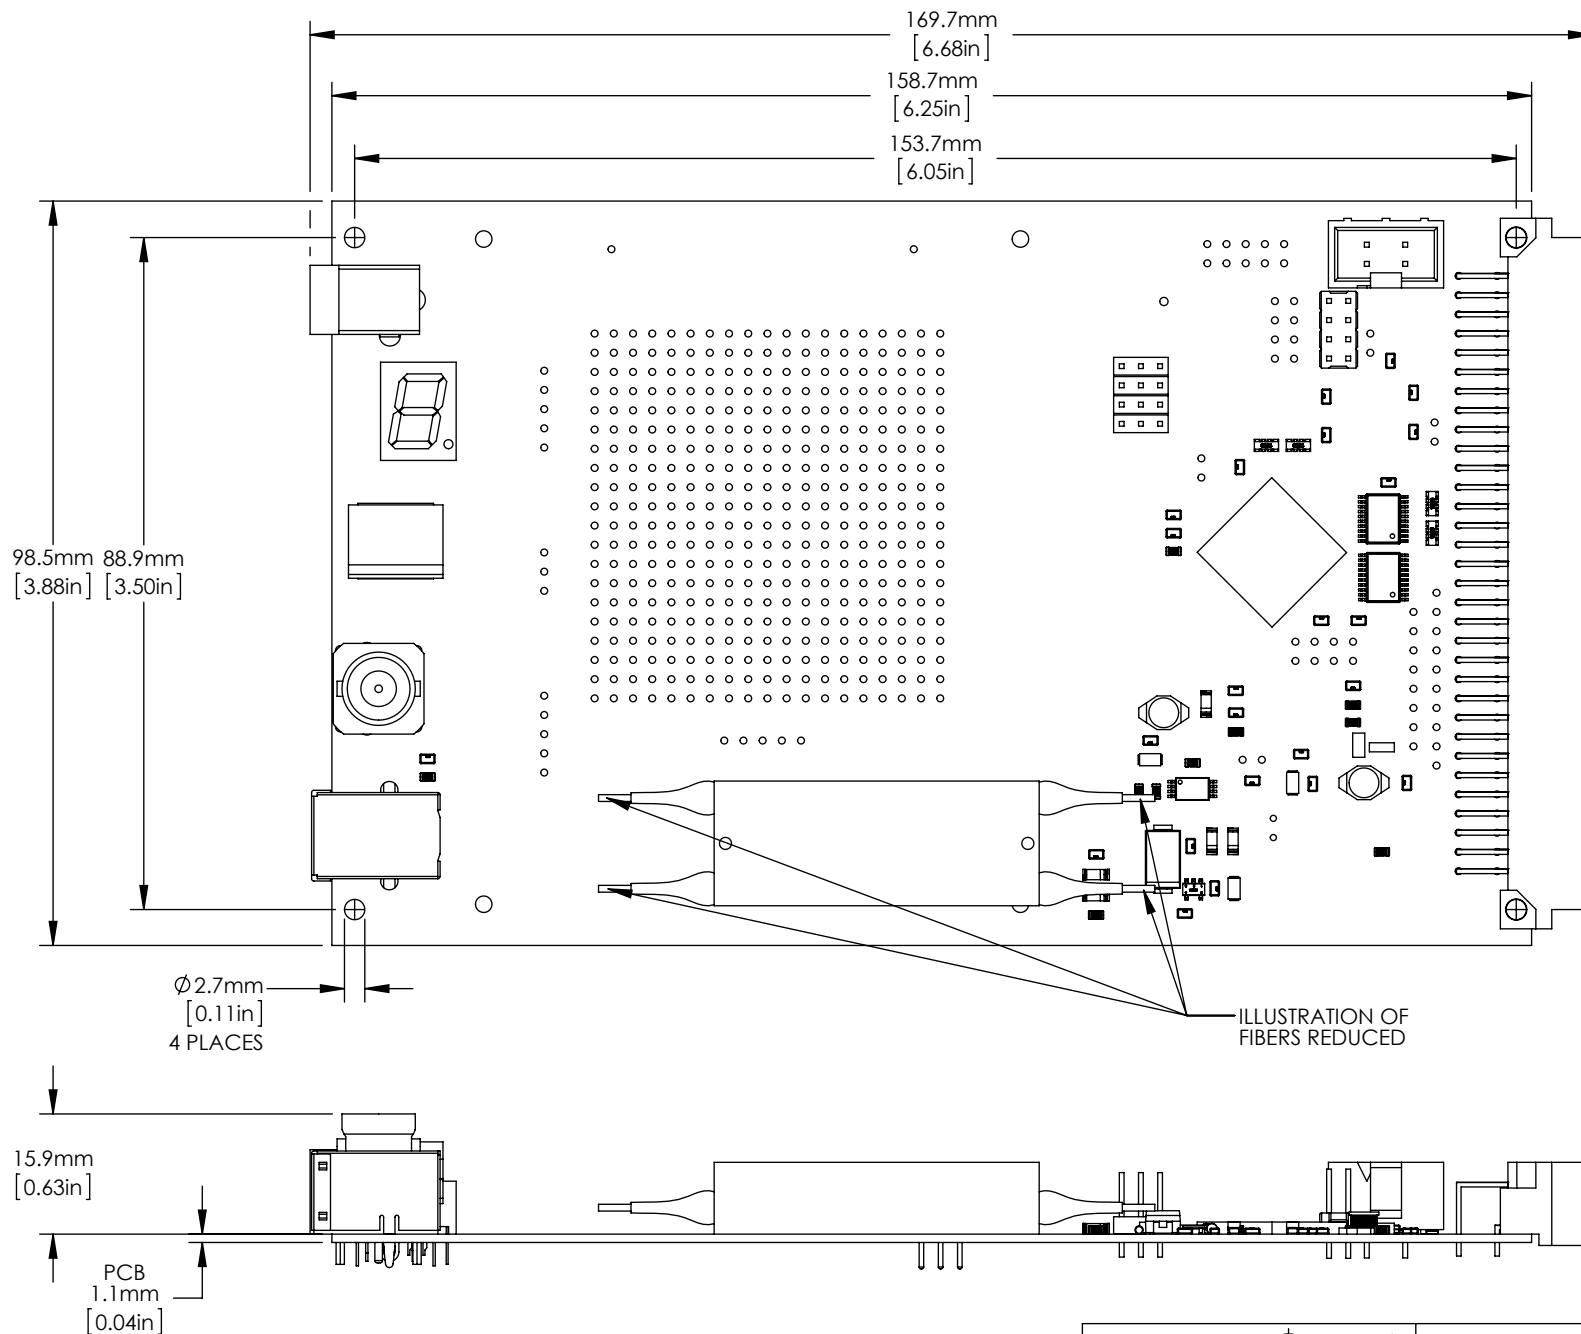 169.7mm
[6.68in]
158.7mm
[6.25in]
153.7mm
[6.05in]
98.5mm 88.9mm
[3.88in] [3.50in]
Ø2.7mm
[0.11in]
4 PLACES
ILLUSTRATION OF
FIBERS REDUCED
15.9mm
[0.63in]
PCB
1.1mm
[0.04in]